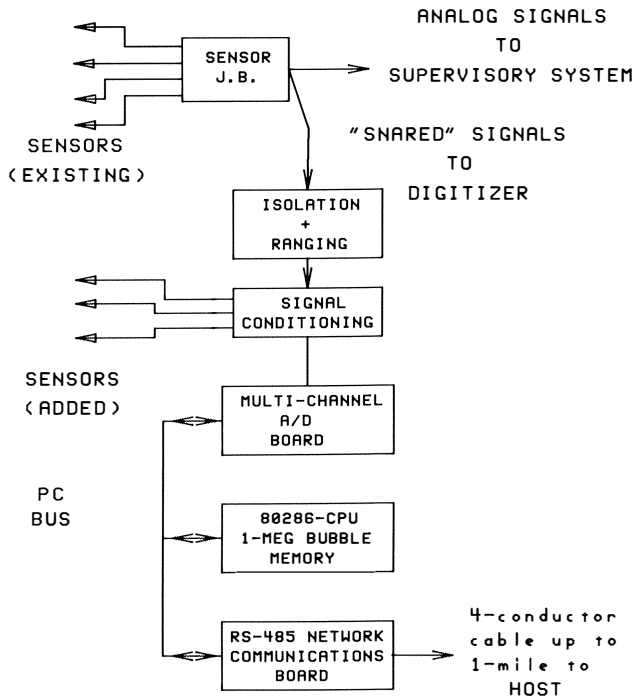 ANALOG SIGNALS
TO
SUPERVISORY SYSTEM
SENSOR
J.B.
SENSORS
(EXISTING)
"SNARED" SIGNALS
TO
DIGITIZER
ISOLATION
+
RANGING
SIGNAL
CONDITIONING
SENSORS
(ADDED)
MULTI-CHANNEL
A/D
BOARD
PC
BUS
80286-CPU
1-MEG BUBBLE
MEMORY
RS-485 NETWORK
COMMUNICATIONS
BOARD
4-conductor
cable up to
1-mile to
HOST